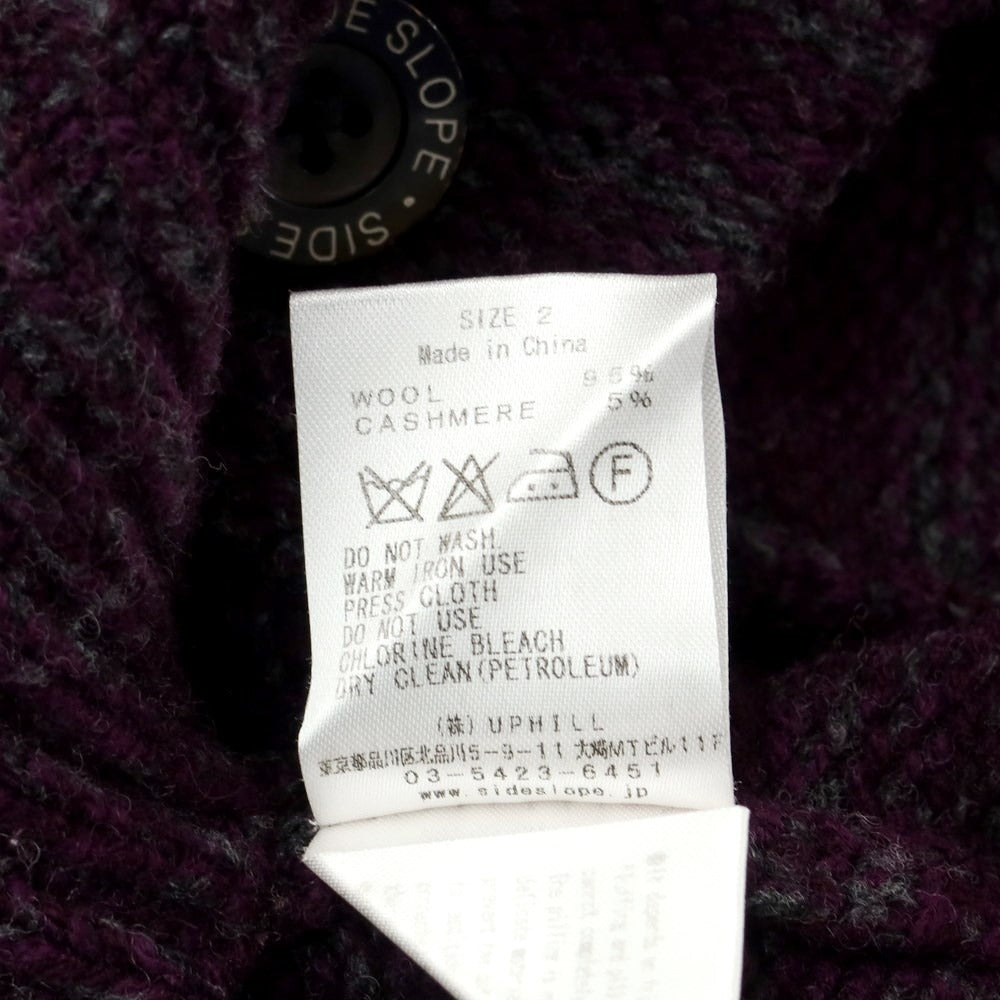 DE SLOPE • SIDE S
SIZE 2
Made in China
WOOL 95%
CASHMERE 5%
F
DO NOT WASH.
WARM IRON USE
PRESS CLOTH
DO NOT USE
CHLORINE BLEACH
DRY CLEAN(PETROLEUM)
(株)UPHILL
東京都品川区北品川5-9-11 大崎MTビル11F
03-5423-6451
www.sideslope.jp